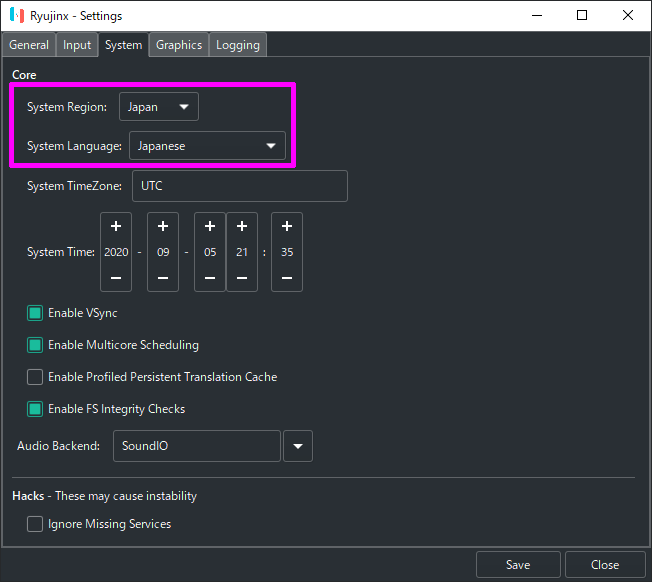 Ryujinx - Settings
General Input System Graphics Logging
Core
System Region: Japan
System Language: Japanese
System TimeZone: UTC
+ + + + +
System Time: 2020 - 09 - 05 21 : 35
− − − − −
Enable VSync
Enable Multicore Scheduling
Enable Profiled Persistent Translation Cache
Enable FS Integrity Checks
Audio Backend: SoundIO
Hacks - These may cause instability
Ignore Missing Services
Save Close